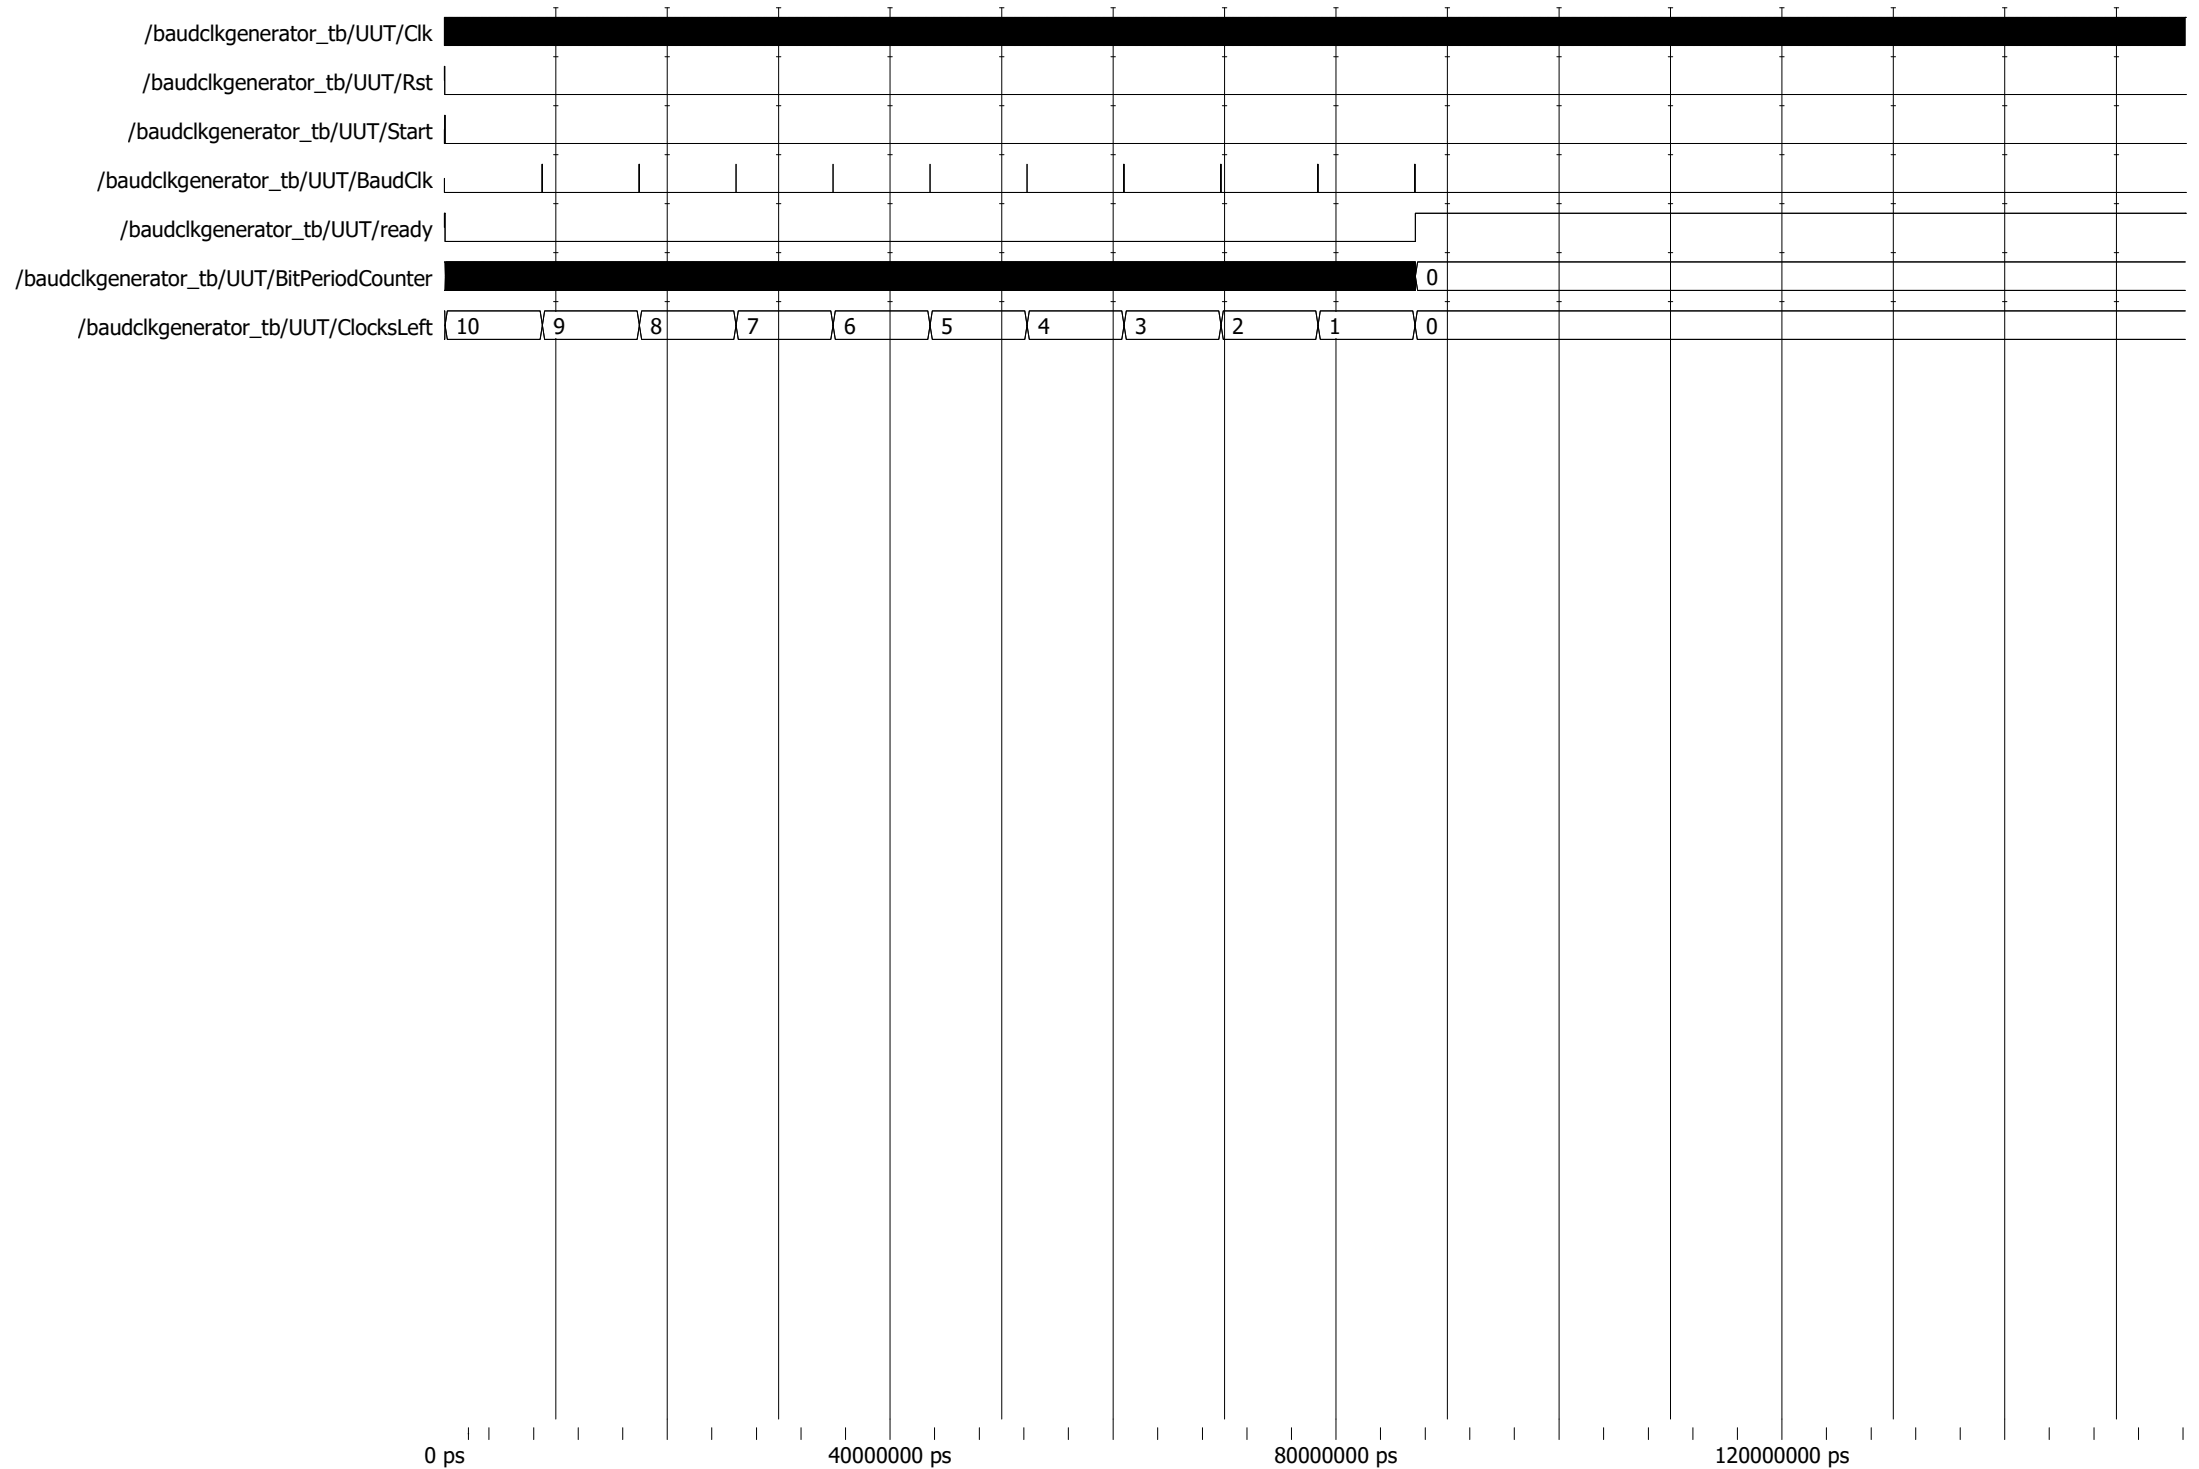 /baudclkgenerator_tb/UUT/Clk
/baudclkgenerator_tb/UUT/Rst
/baudclkgenerator_tb/UUT/Start
/baudclkgenerator_tb/UUT/BaudClk
/baudclkgenerator_tb/UUT/ready
/baudclkgenerator_tb/UUT/BitPeriodCounter 0
/baudclkgenerator_tb/UUT/ClocksLeft 10 9 8 7 6 5 4 3 2 1 0
0 ps 40000000 ps 80000000 ps 120000000 ps